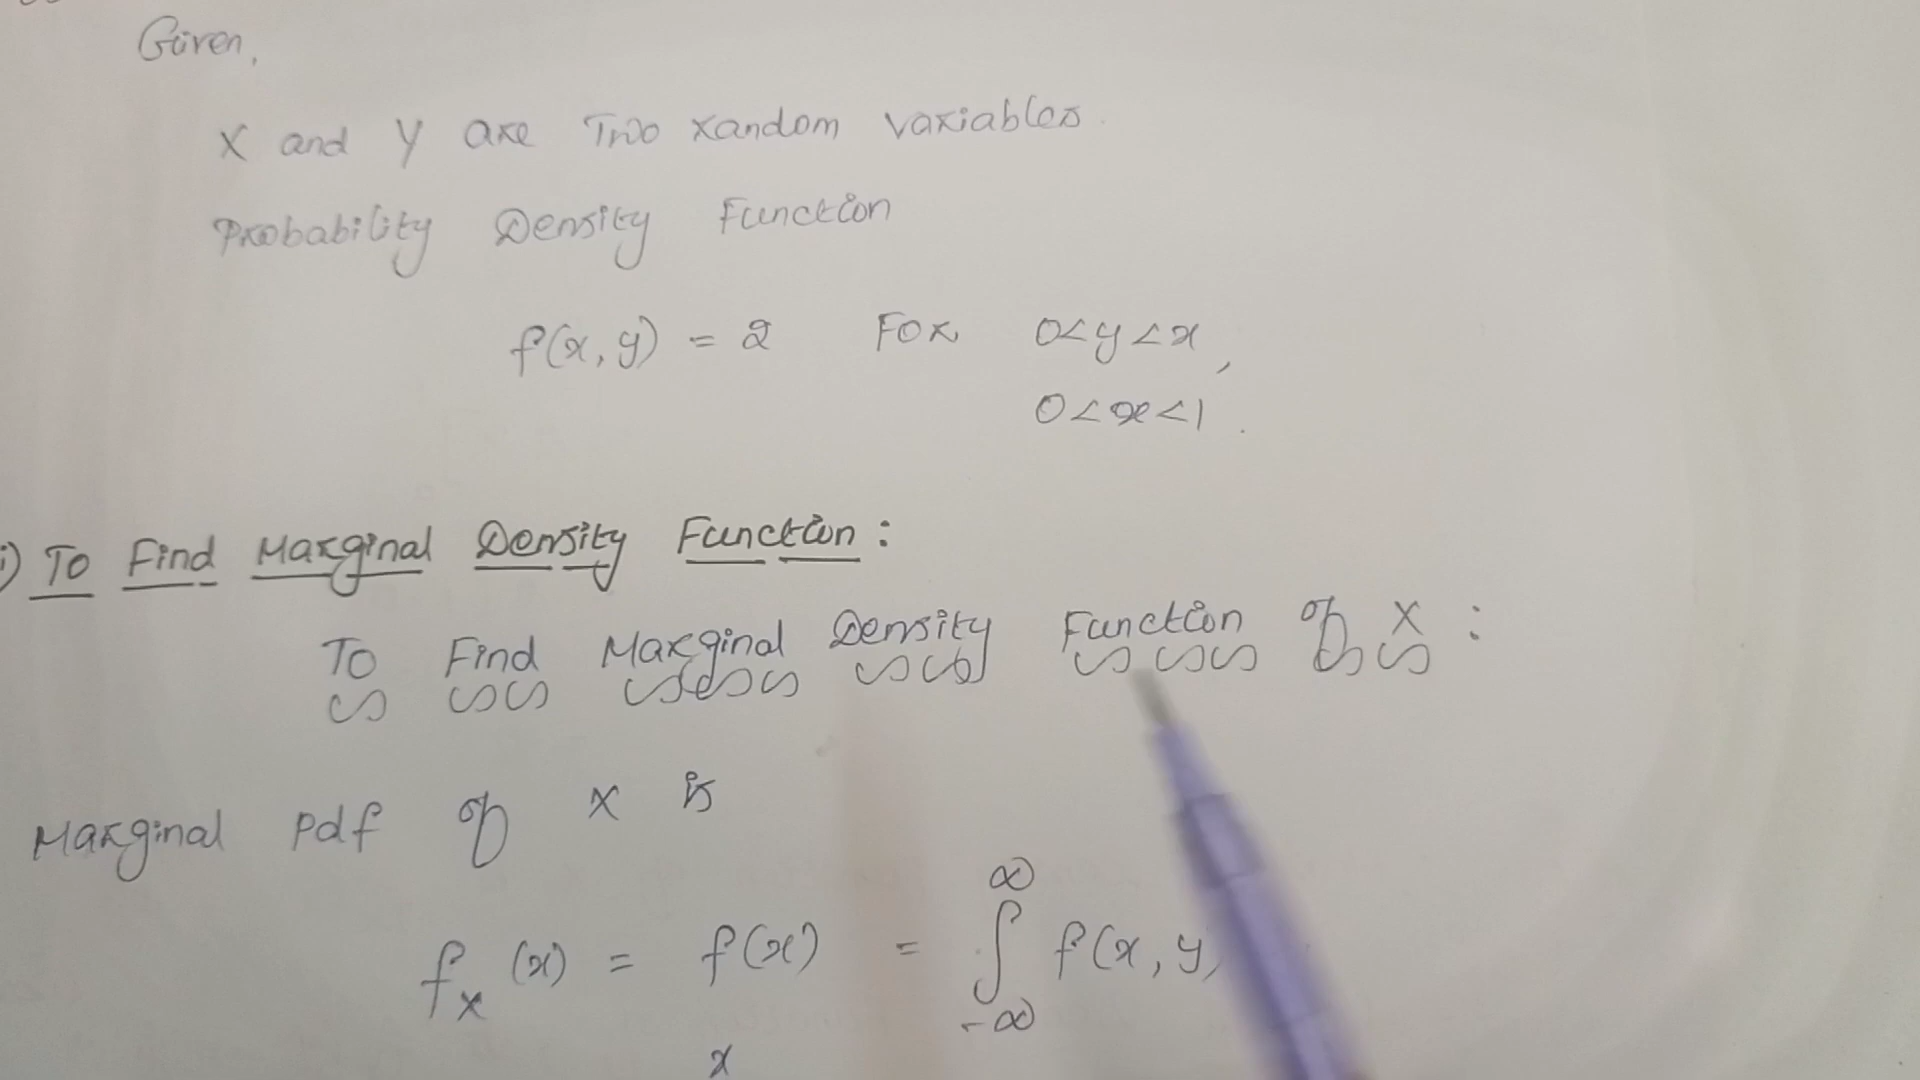 Given,
X and Y are Two random variables.
Probability Density Function
f(x, y) = 2 For 0<y<x,
0<x<1.
i) To Find Marginal Density Function :
To Find Marginal Density Function of X :
Marginal Pdf of X is
f_X (x) = f(x) = ∫_{-∞}^{∞} f(x, y)
x